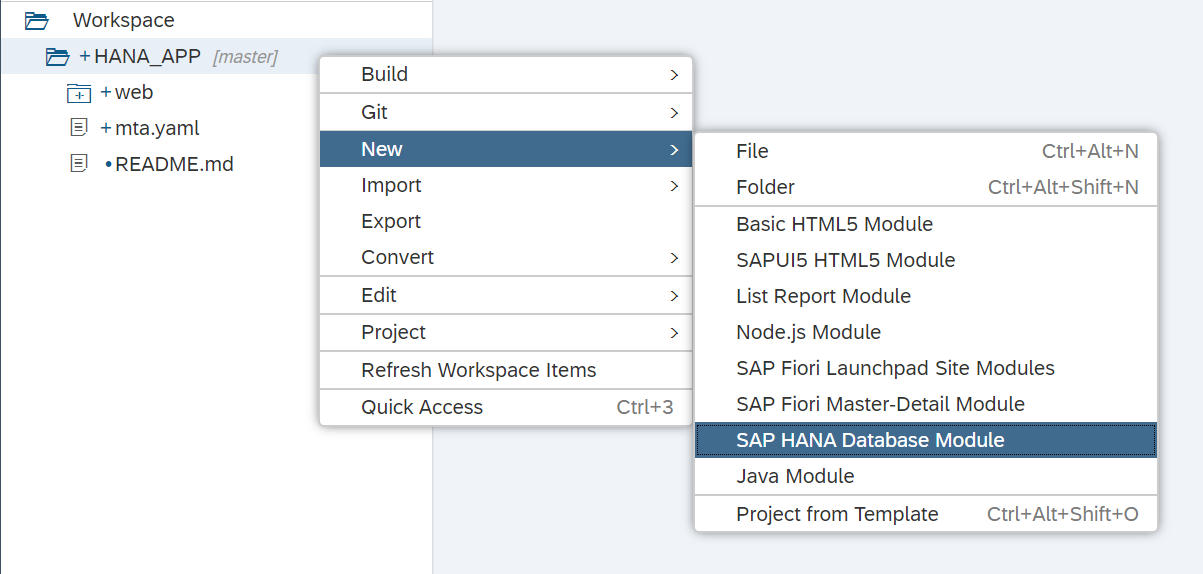 Workspace
+HANA_APP [master]
+web
+mta.yaml
•README.md
Build >
Git >
New >
Import >
Export
Convert >
Edit >
Project >
Refresh Workspace Items
Quick Access Ctrl+3
File Ctrl+Alt+N
Folder Ctrl+Alt+Shift+N
Basic HTML5 Module
SAPUI5 HTML5 Module
List Report Module
Node.js Module
SAP Fiori Launchpad Site Modules
SAP Fiori Master-Detail Module
SAP HANA Database Module
Java Module
Project from Template Ctrl+Alt+Shift+O